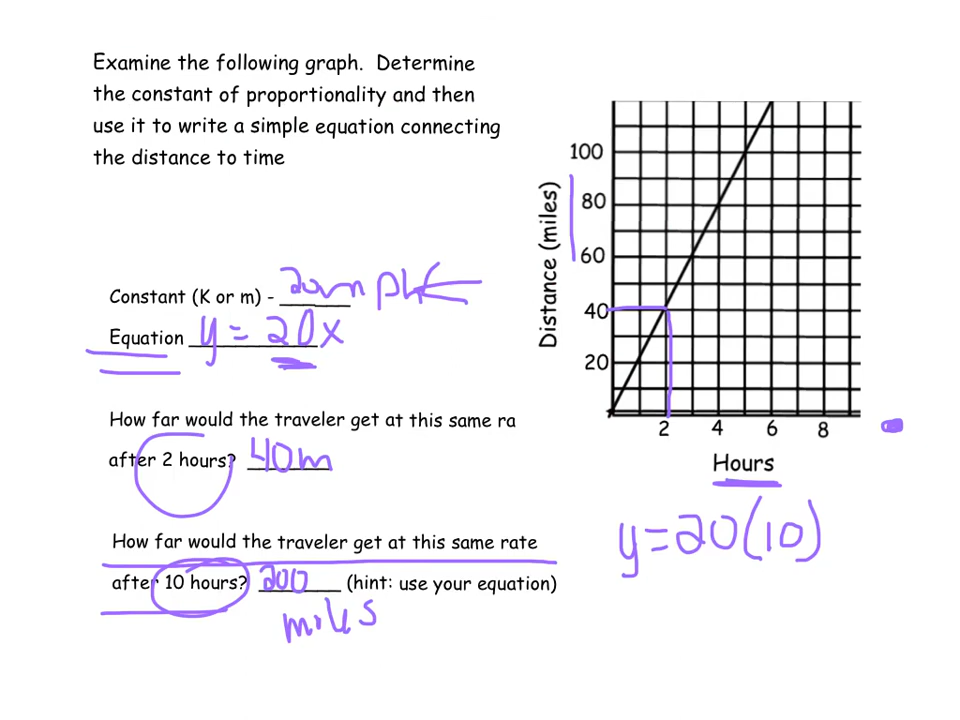 Examine the following graph. Determine
the constant of proportionality and then
use it to write a simple equation connecting
the distance to time
Constant (K or m) - 20 m ph
Equation y = 20x
How far would the traveler get at this same ra
after 2 hours? 40m
How far would the traveler get at this same rate
after 10 hours? 200 (hint: use your equation)
miles
Distance (miles)
100
80
60
40
20
2 4 6 8
Hours
y=20(10)